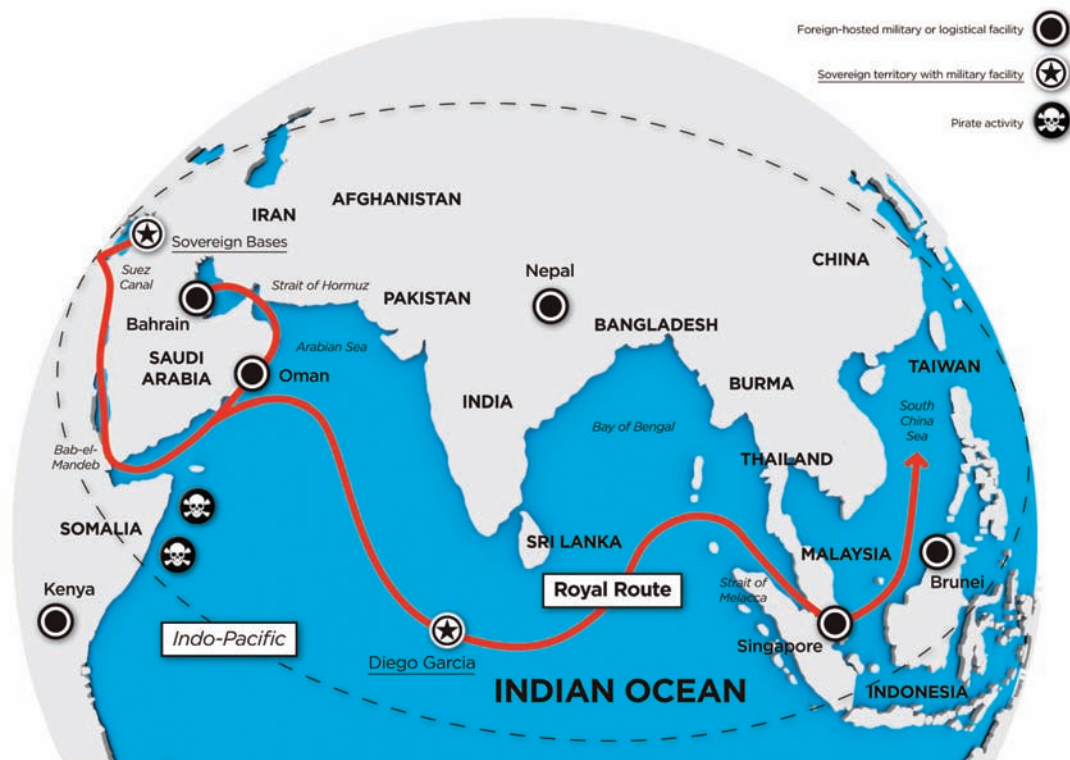 Foreign-hosted military or logistical facility
Sovereign territory with military facility
Pirate activity
AFGHANISTAN
IRAN
Sovereign Bases
CHINA
Suez
Canal
Nepal
Strait of Hormuz
PAKISTAN
Bahrain
BANGLADESH
Arabian Sea
SAUDI
ARABIA
TAIWAN
Oman
BURMA
INDIA
South
China
Sea
Bay of Bengal
Bab-el-
Mandeb
THAILAND
SOMALIA
SRI LANKA
MALAYSIA
Kenya
Royal Route
Strait of
Melacca
Brunei
Indo-Pacific
Singapore
Diego Garcia
INDIAN OCEAN
INDONESIA